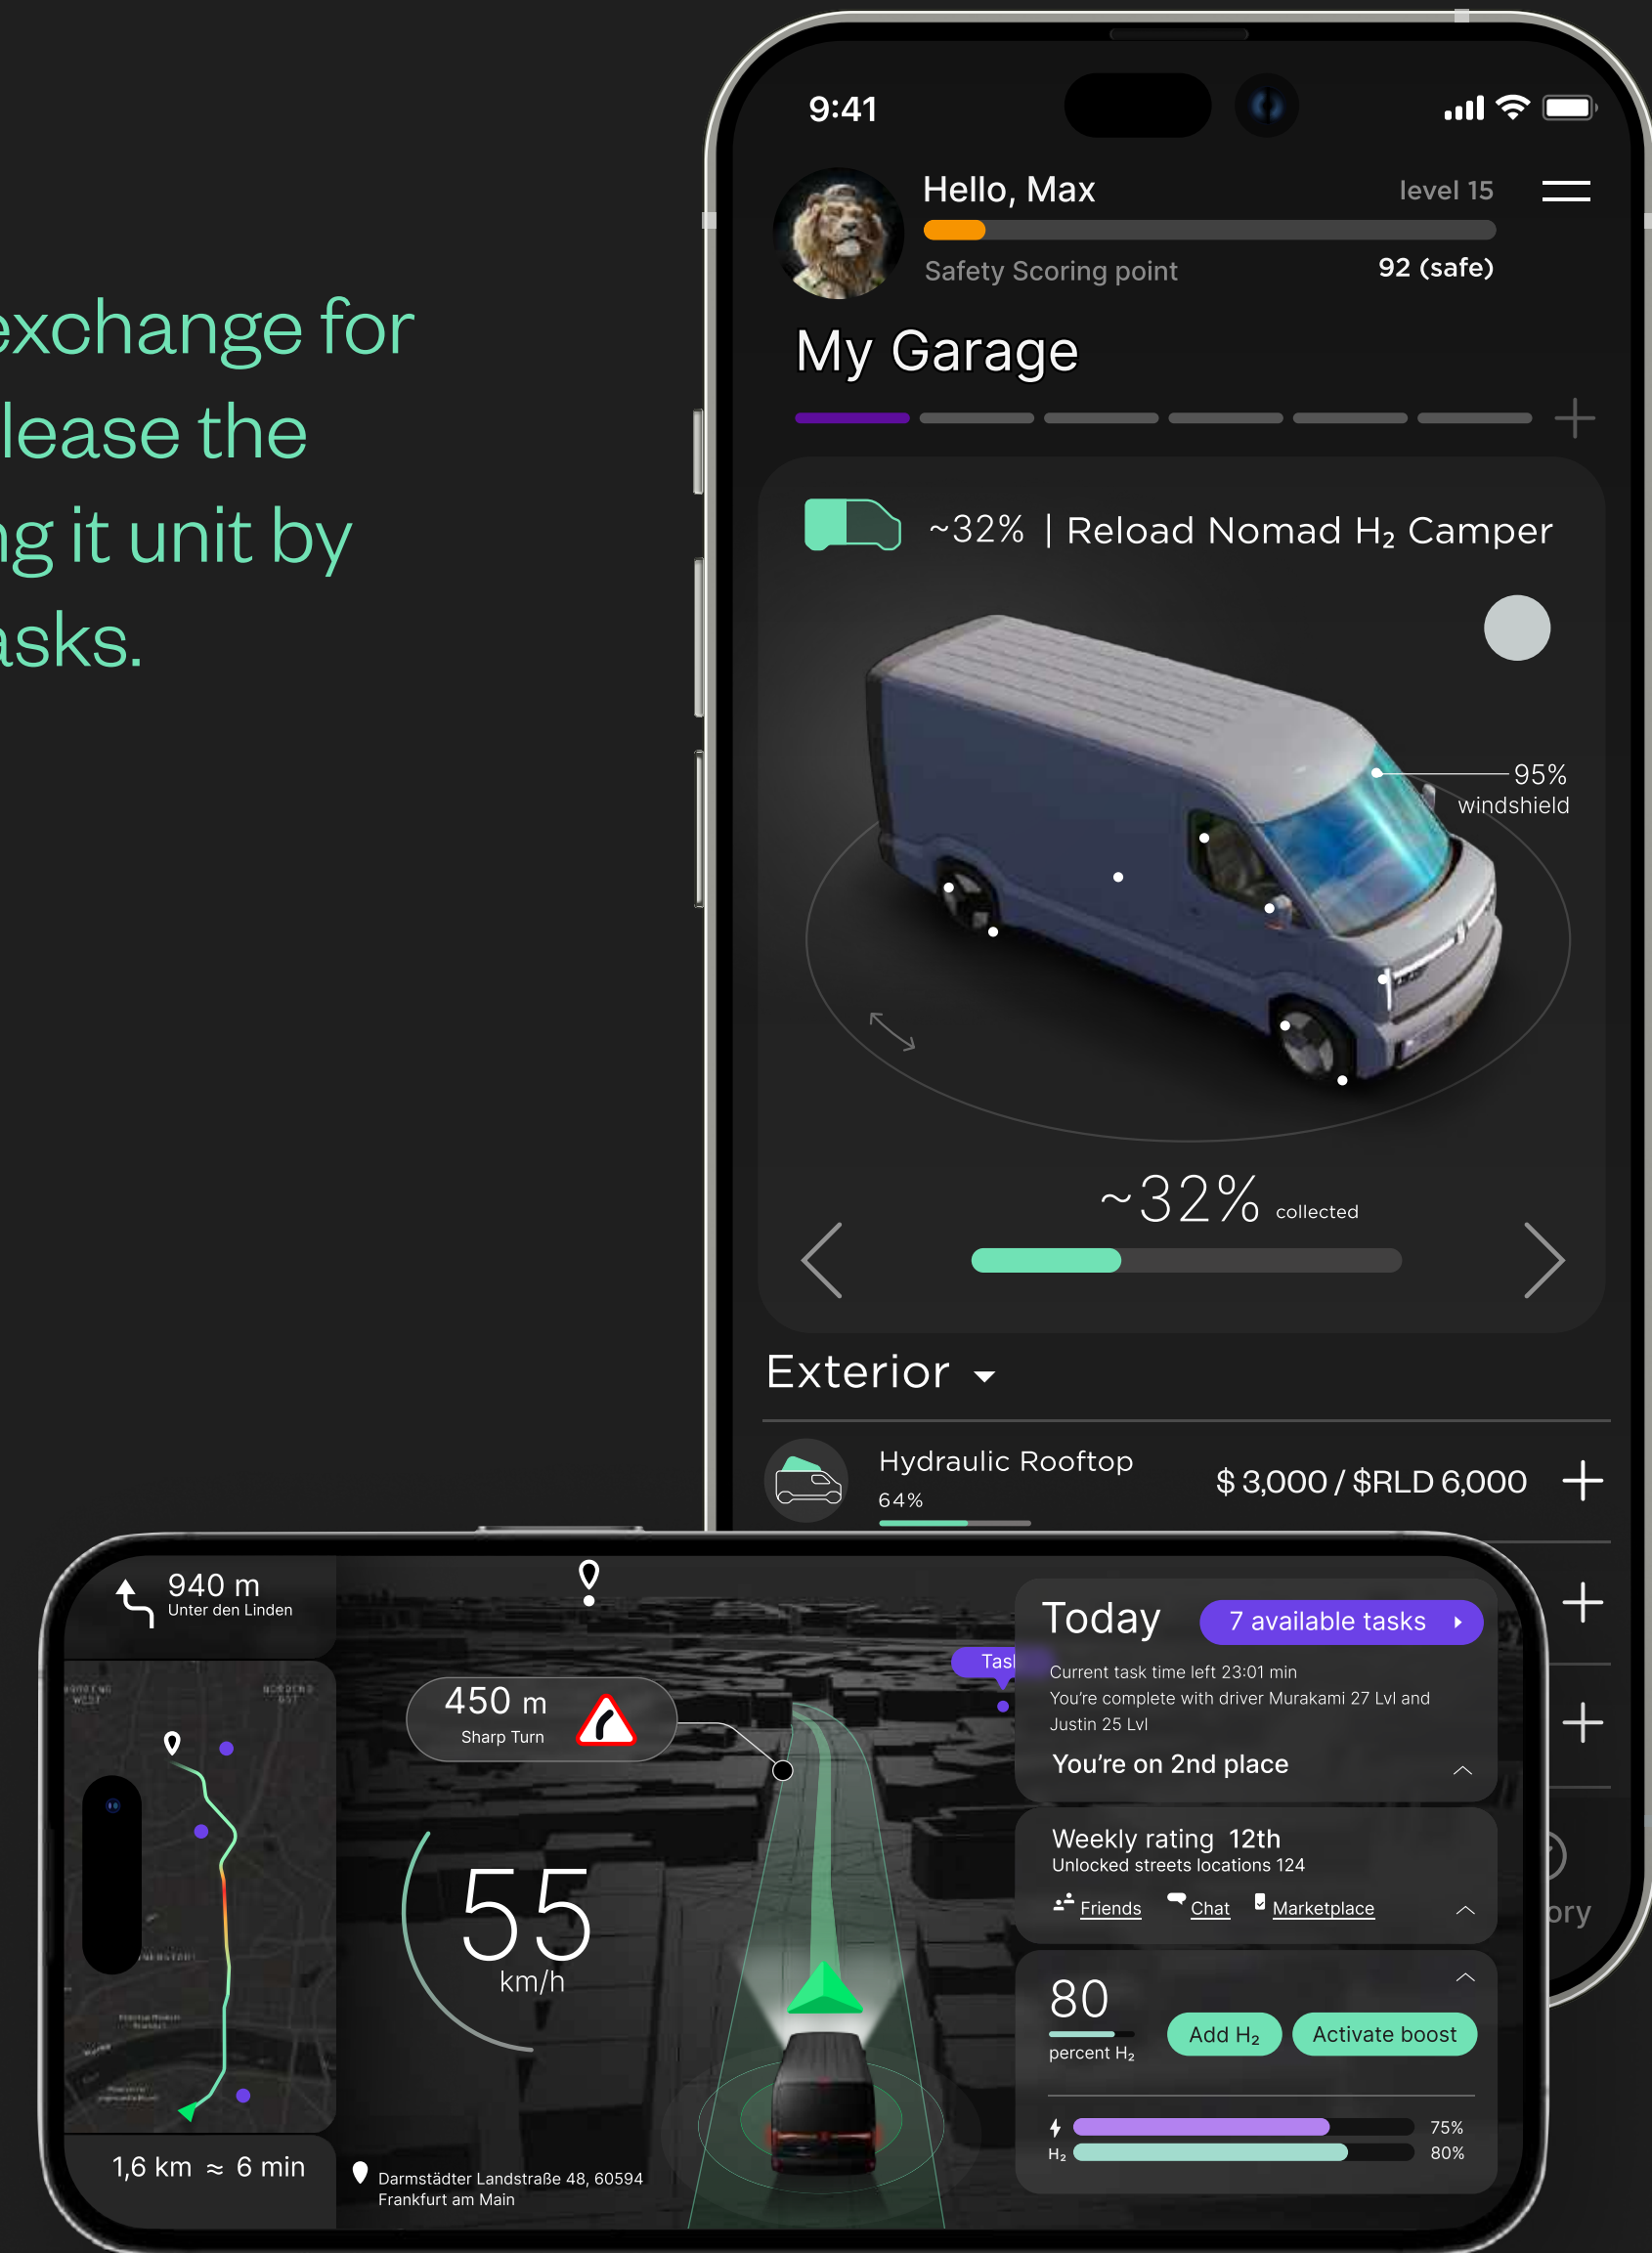 exchange for
lease the
ng it unit by
asks.
9:41
Hello, Max
level 15
Safety Scoring point
92 (safe)
My Garage
~32% | Reload Nomad H₂ Camper
95%
windshield
~32% collected
Exterior
Hydraulic Rooftop
64%
$ 3,000 / $RLD 6,000
ory
940 m
Unter den Linden
1,6 km ≈ 6 min
450 m
Sharp Turn
55
km/h
Darmstädter Landstraße 48, 60594
Frankfurt am Main
Task
Today
7 available tasks
Current task time left 23:01 min
You're complete with driver Murakami 27 Lvl and
Justin 25 Lvl
You're on 2nd place
Weekly rating 12th
Unlocked streets locations 124
Friends
Chat
Marketplace
80
percent H₂
Add H₂
Activate boost
75%
H₂
80%